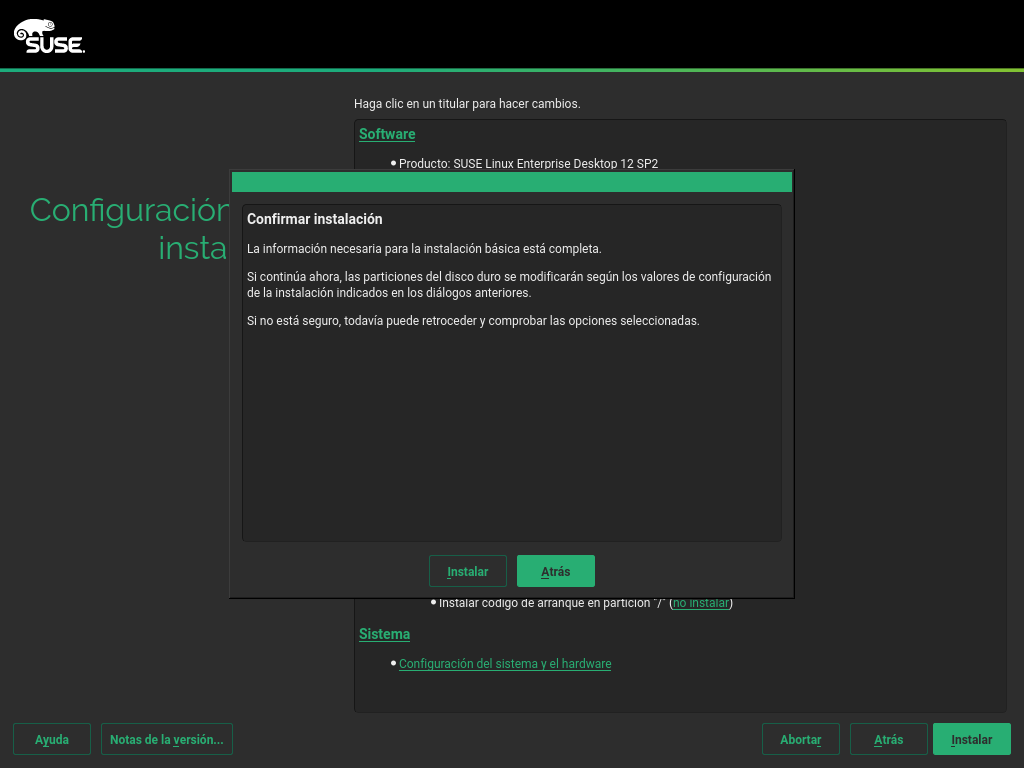 SUSE.
Haga clic en un titular para hacer cambios.
Software
Producto: SUSE Linux Enterprise Desktop 12 SP2
Configuración
insta
Confirmar instalación
La información necesaria para la instalación básica está completa.
Si continúa ahora, las particiones del disco duro se modificarán según los valores de configuración
de la instalación indicados en los diálogos anteriores.
Si no está seguro, todavía puede retroceder y comprobar las opciones seleccionadas.
Instalar Atrás
Instalar código de arranque en partición "/" (no instalar)
Sistema
Configuración del sistema y el hardware
Ayuda Notas de la versión... Abortar Atrás Instalar